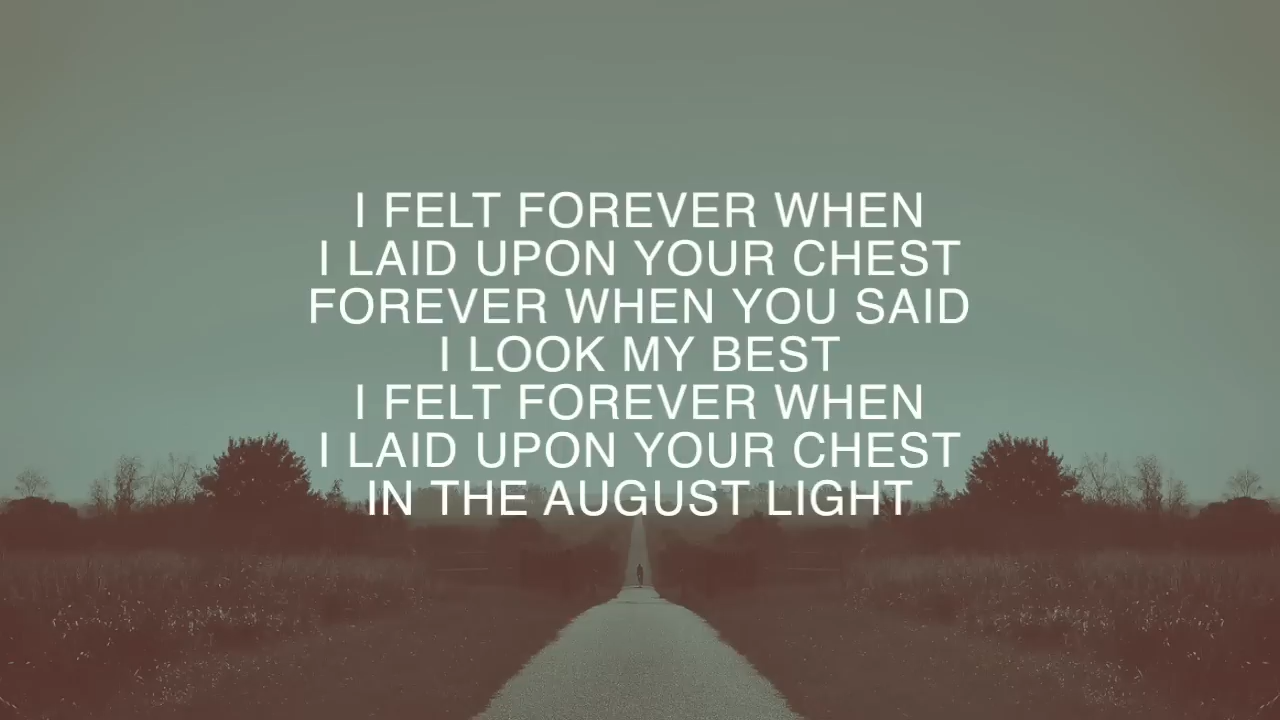 I FELT FOREVER WHEN
I LAID UPON YOUR CHEST
FOREVER WHEN YOU SAID
I LOOK MY BEST
I FELT FOREVER WHEN
I LAID UPON YOUR CHEST
IN THE AUGUST LIGHT